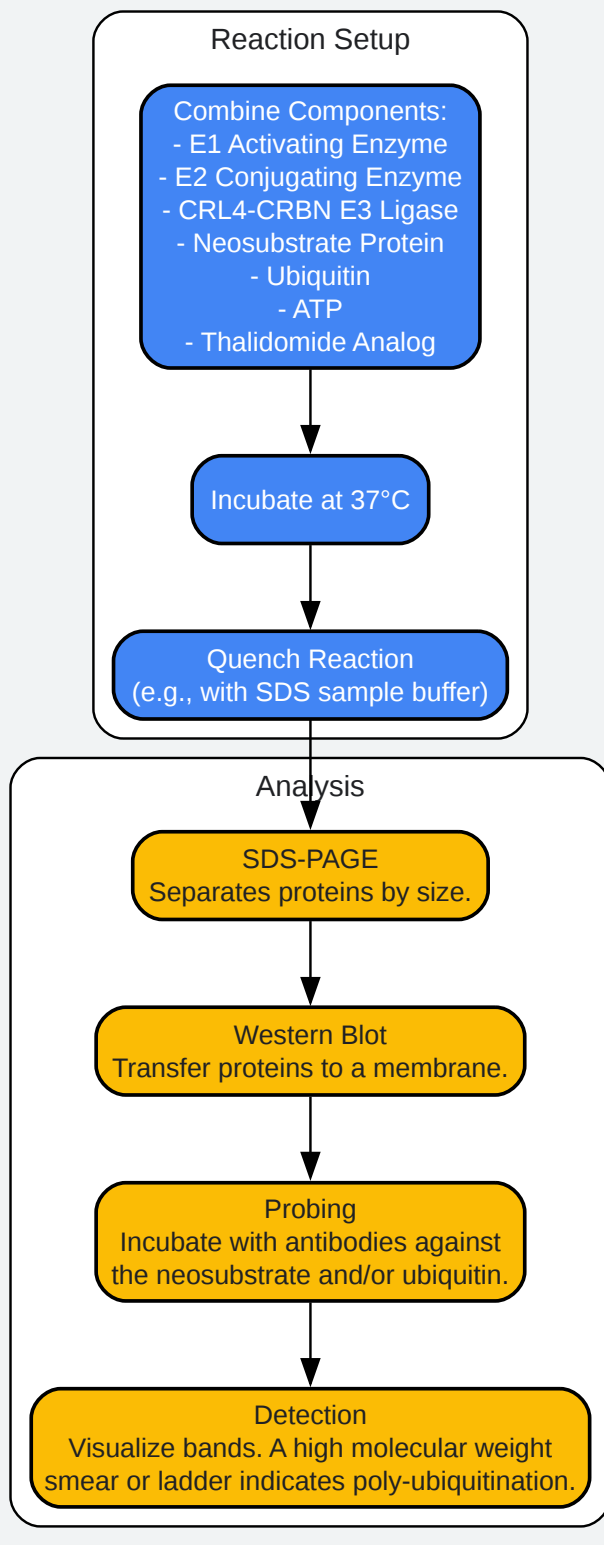 Reaction Setup
Combine Components:
- E1 Activating Enzyme
- E2 Conjugating Enzyme
- CRL4-CRBN E3 Ligase
- Neosubstrate Protein
- Ubiquitin
- ATP
- Thalidomide Analog
Incubate at 37°C
Quench Reaction
(e.g., with SDS sample buffer)
Analysis
SDS-PAGE
Separates proteins by size.
Western Blot
Transfer proteins to a membrane.
Probing
Incubate with antibodies against
the neosubstrate and/or ubiquitin.
Detection
Visualize bands. A high molecular weight
smear or ladder indicates poly-ubiquitination.